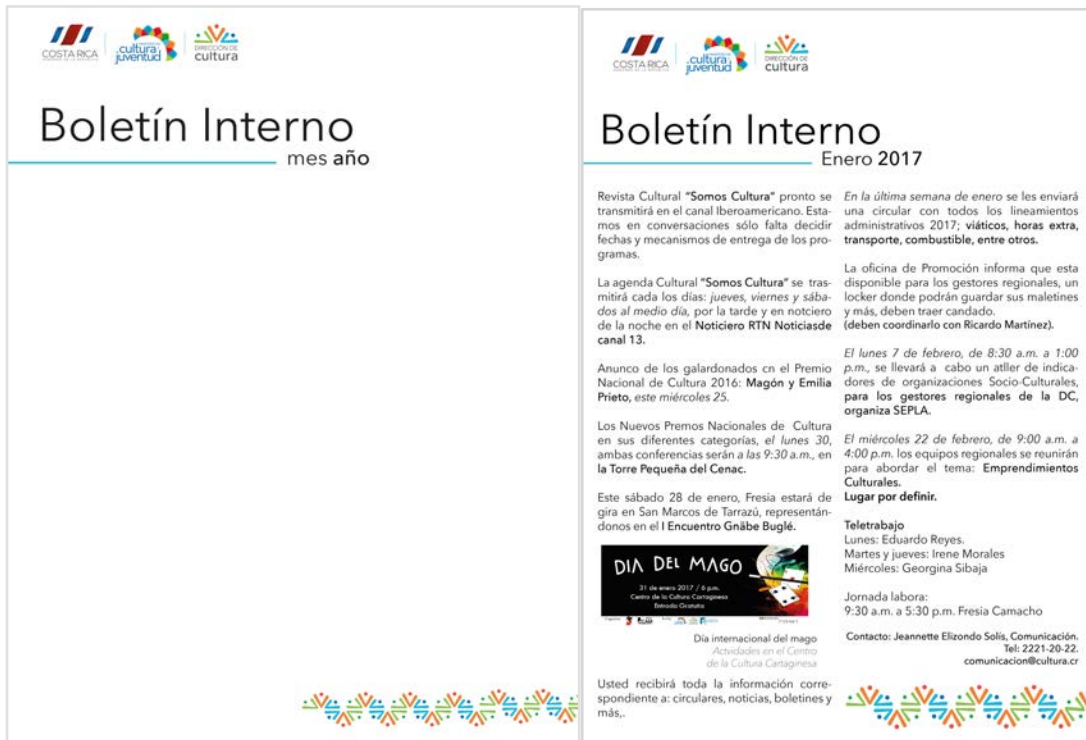 COSTA RICA
cultura
juventud
DIRECCIÓN DE
cultura
Boletín Interno
mes año
COSTA RICA
cultura
juventud
DIRECCIÓN DE
cultura
Boletín Interno
Enero 2017
Revista Cultural "Somos Cultura" pronto se
transmitirá en el canal Iberoamericano. Esta-
mos en conversaciones sólo falta decidir
fechas y mecanismos de entrega de los pro-
gramas.
La agenda Cultural "Somos Cultura" se tras-
mitirá cada los días: jueves, viernes y sába-
dos al medio día, por la tarde y en notciero
de la noche en el Noticiero RTN Noticiasde
canal 13.
Anunco de los galardonados cn el Premio
Nacional de Cultura 2016: Magón y Emilia
Prieto, este miércoles 25.
Los Nuevos Premos Nacionales de Cultura
en sus diferentes categorías, el lunes 30,
ambas conferencias serán a las 9:30 a.m., en
la Torre Pequeña del Cenac.
Este sábado 28 de enero, Fresia estará de
gira en San Marcos de Tarrazú, representán-
donos en el I Encuentro Gnäbe Buglé.
DIA DEL MAGO
31 de enero 2017 / 6 p.m.
Centro de la Cultura Cartaginesa
Entrada Gratuita
Día internacional del mago
Actvidades en el Centro
de la Cultura Cartaginesa
Usted recibirá toda la información corre-
spondiente a: circulares, noticias, boletines y
más,.
En la última semana de enero se les enviará
una circular con todos los lineamientos
administrativos 2017; viáticos, horas extra,
transporte, combustible, entre otros.
La oficina de Promoción informa que esta
disponible para los gestores regionales, un
locker donde podrán guardar sus maletines
y más, deben traer candado.
(deben coordinarlo con Ricardo Martínez).
El lunes 7 de febrero, de 8:30 a.m. a 1:00
p.m., se llevará a cabo un atller de indica-
dores de organizaciones Socio-Culturales,
para los gestores regionales de la DC,
organiza SEPLA.
El miércoles 22 de febrero, de 9:00 a.m. a
4:00 p.m. los equipos regionales se reunirán
para abordar el tema: Emprendimientos
Culturales.
Lugar por definir.
Teletrabajo
Lunes: Eduardo Reyes.
Martes y jueves: Irene Morales
Miércoles: Georgina Sibaja
Jornada labora:
9:30 a.m. a 5:30 p.m. Fresia Camacho
Contacto: Jeannette Elizondo Solís, Comunicación.
Tel: 2221-20-22.
comunicacion@cultura.cr